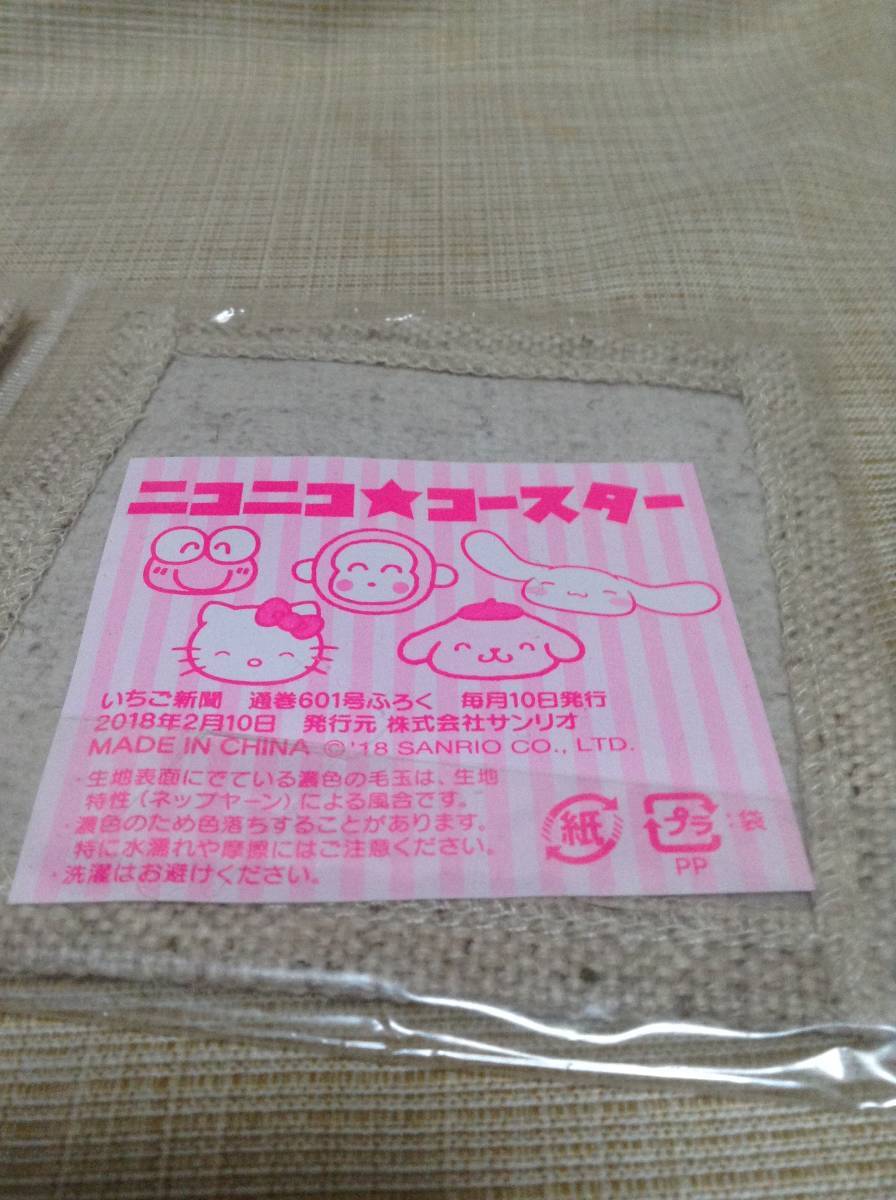 ニコニコ★コースター
いちご新聞 通巻601号ふろく 毎月10日発行
2018年2月10日 発行元 株式会社サンリオ
MADE IN CHINA ©'18 SANRIO CO., LTD.
・生地表面にでている濃色の毛玉は、生地
特性(ネップヤーン)による風合です。
・濃色のため色落ちすることがあります。
特に水濡れや摩擦にはご注意ください。
・洗濯はお避けください。
紙
プラ:袋
PP